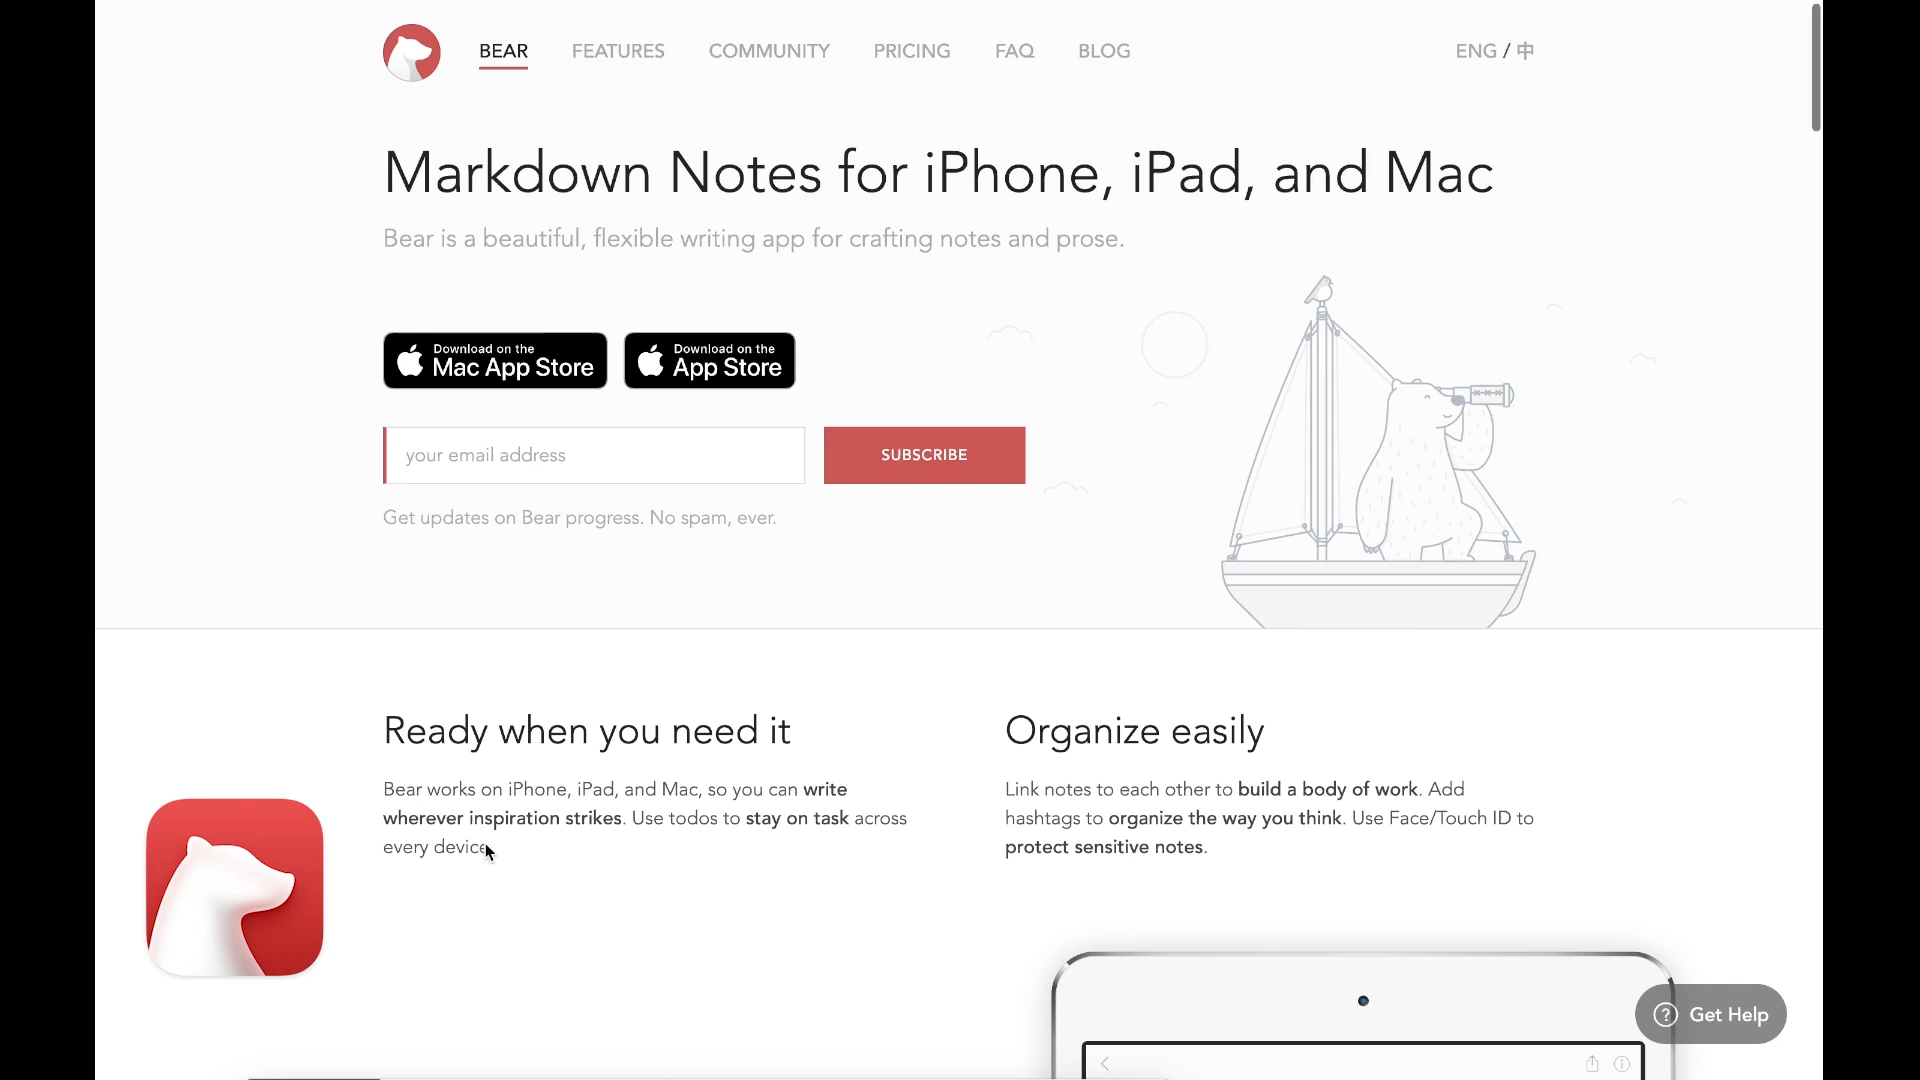 BEAR FEATURES COMMUNITY PRICING FAQ BLOG ENG / 中
Markdown Notes for iPhone, iPad, and Mac
Bear is a beautiful, flexible writing app for crafting notes and prose.
Download on the Mac App Store
Download on the App Store
your email address
SUBSCRIBE
Get updates on Bear progress. No spam, ever.
Ready when you need it
Bear works on iPhone, iPad, and Mac, so you can write
wherever inspiration strikes. Use todos to stay on task across
every device
Organize easily
Link notes to each other to build a body of work. Add
hashtags to organize the way you think. Use Face/Touch ID to
protect sensitive notes.
Get Help